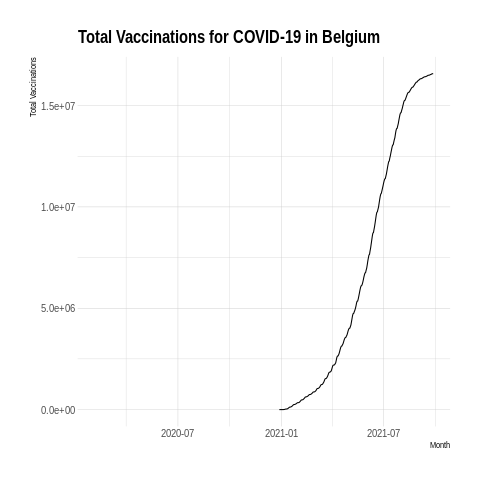 Total Vaccinations for COVID-19 in Belgium
Total Vaccinations
1.5e+07
1.0e+07
5.0e+06
0.0e+00
2020-07
2021-01
2021-07
Month